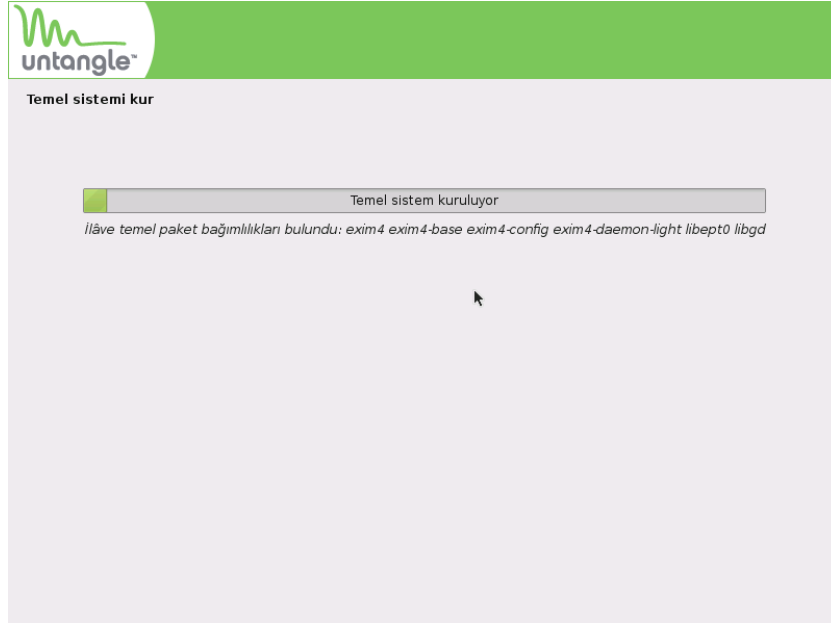 untangle™
Temel sistemi kur
Temel sistem kuruluyor
İlâve temel paket bağımlılıkları bulundu: exim4 exim4-base exim4-config exim4-daemon-light libept0 libgd